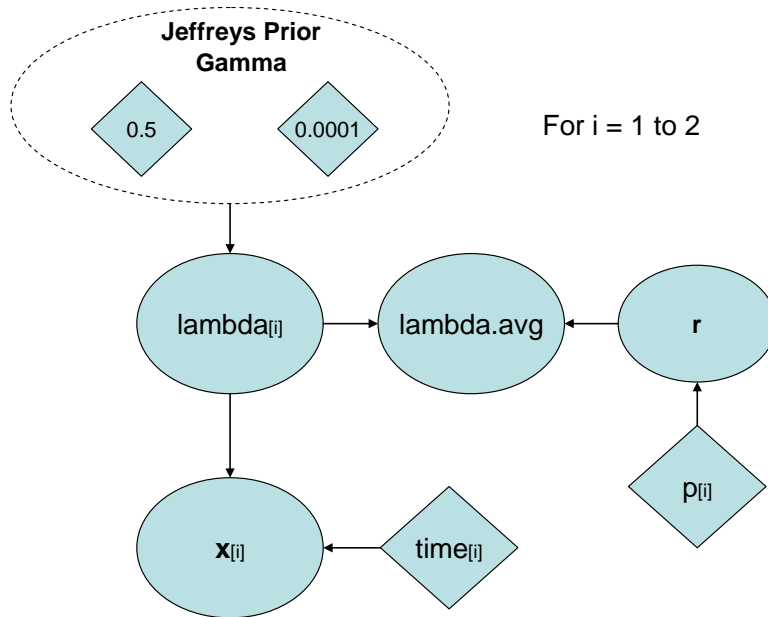 Jeffreys Prior
Gamma
0.5
0.0001
For i = 1 to 2
lambda[i]
lambda.avg
r
p[i]
x[i]
time[i]